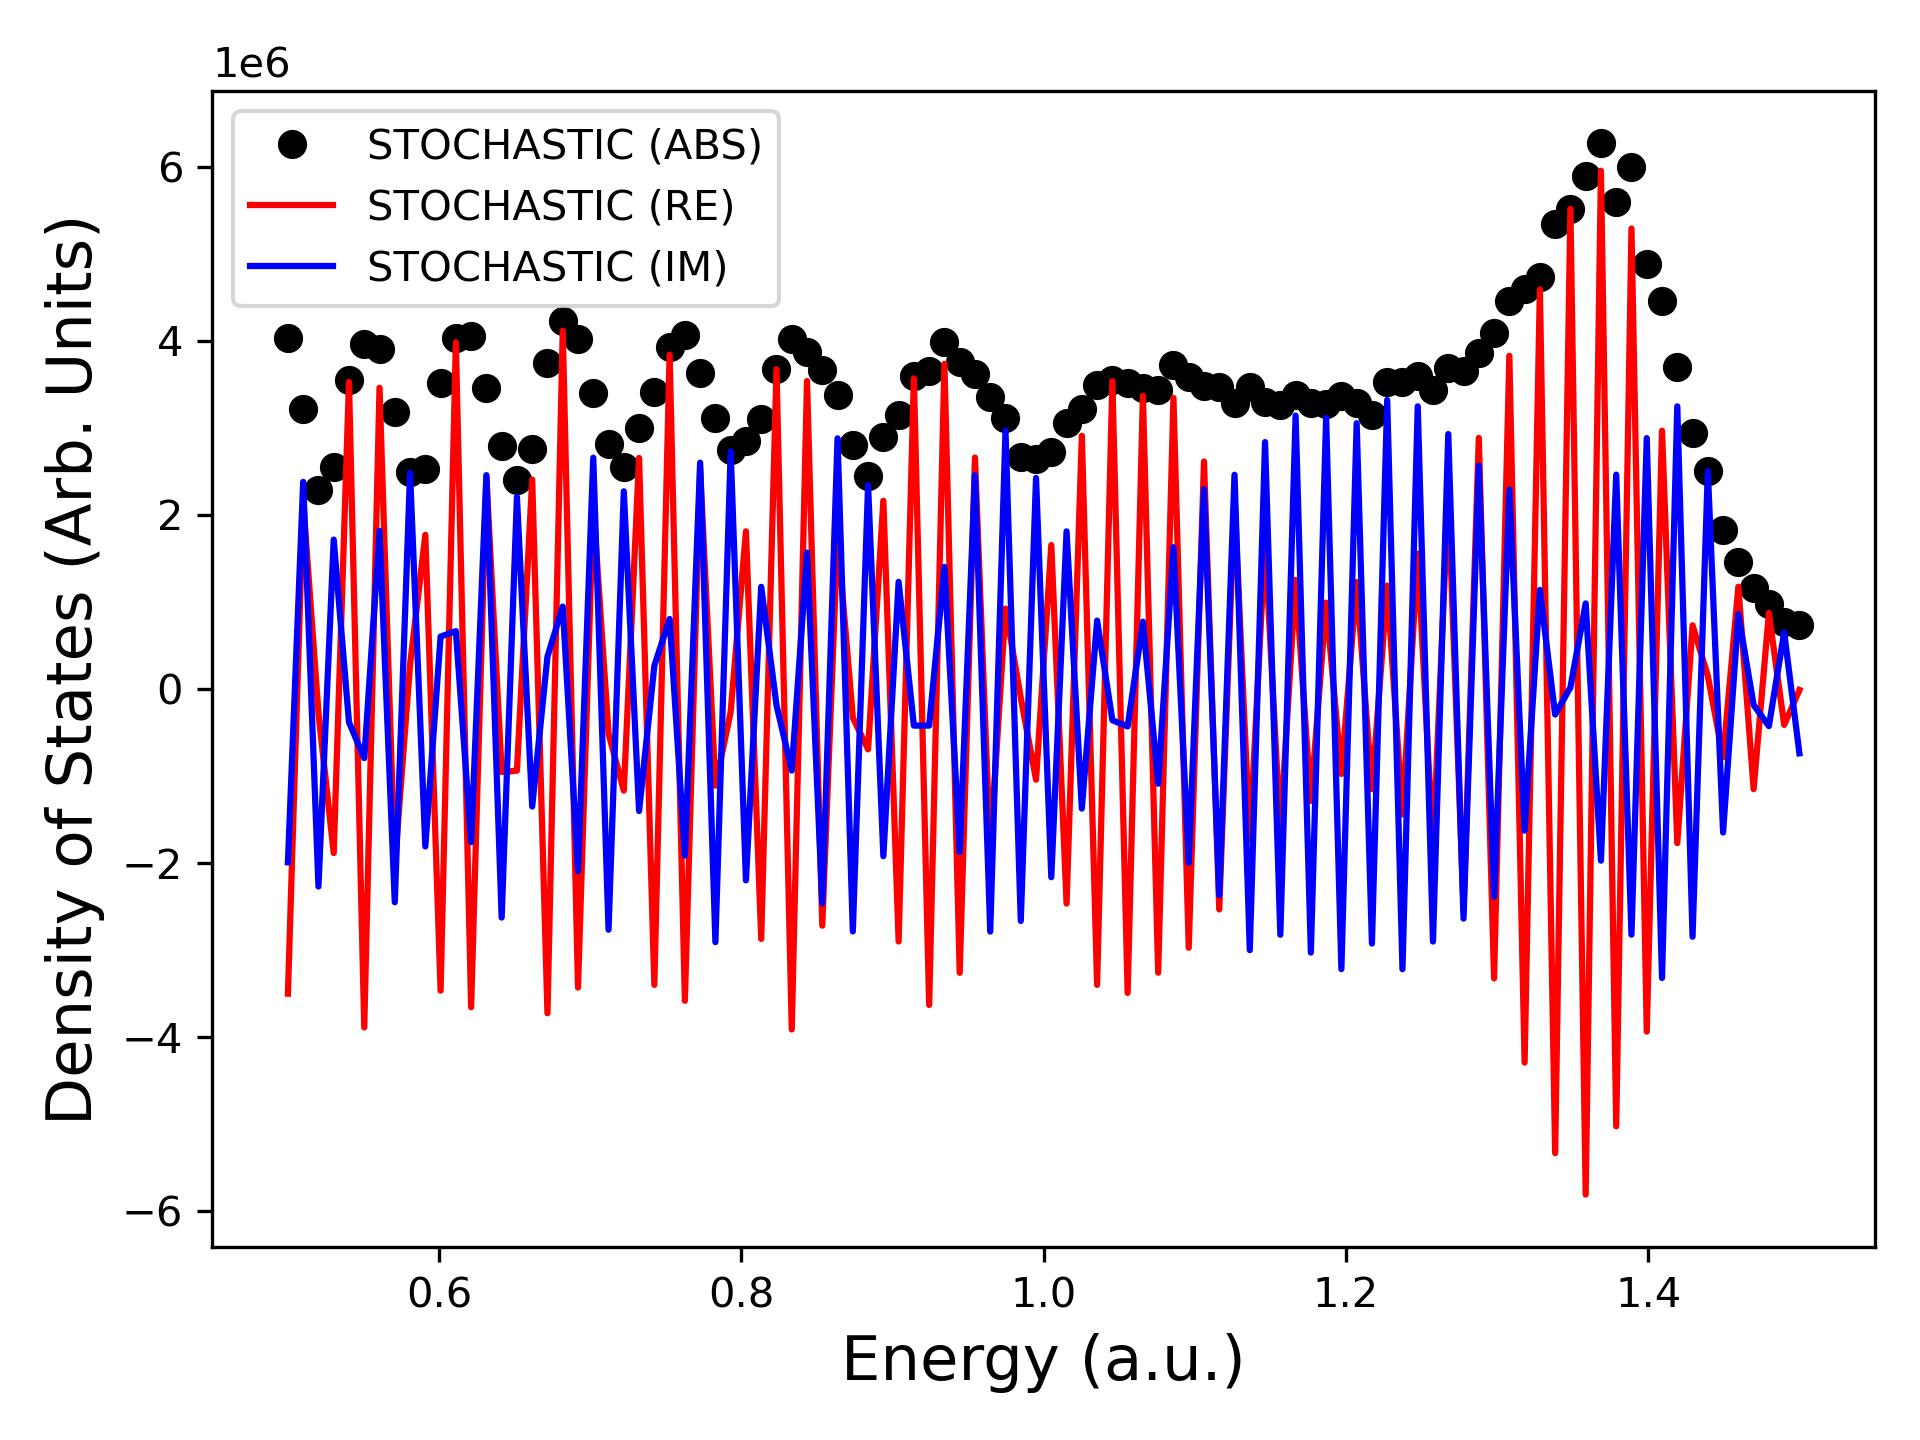 1e6
STOCHASTIC (ABS)
STOCHASTIC (RE)
STOCHASTIC (IM)
6
4
2
0
−2
−4
−6
Density of States (Arb. Units)
0.6 0.8 1.0 1.2 1.4
Energy (a.u.)